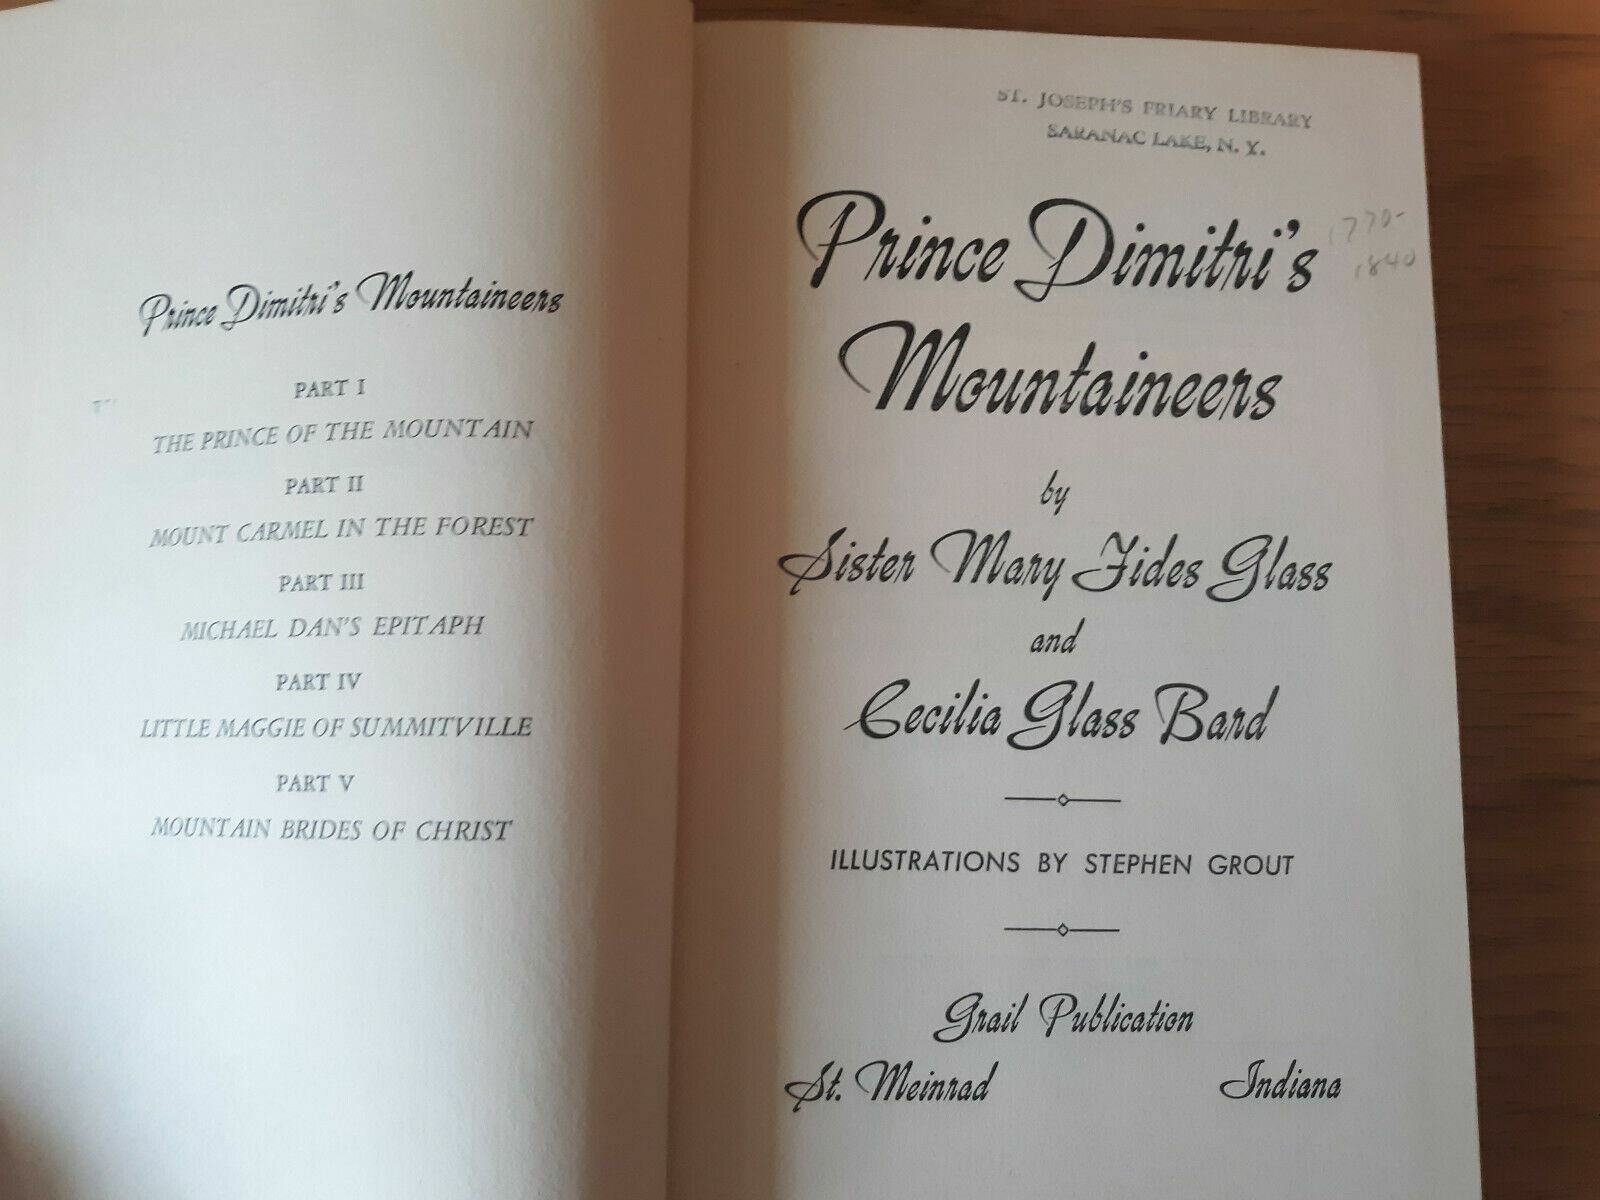 Prince Dimitri's Mountaineers
PART I
THE PRINCE OF THE MOUNTAIN
PART II
MOUNT CARMEL IN THE FOREST
PART III
MICHAEL DAN'S EPITAPH
PART IV
LITTLE MAGGIE OF SUMMITVILLE
PART V
MOUNTAIN BRIDES OF CHRIST
ST. JOSEPH'S FRIARY LIBRARY
SARANAC LAKE, N. Y.
Prince Dimitri's
1770-
1840
Mountaineers
by
Sister Mary Fides Glass
and
Cecilia Glass Bard
ILLUSTRATIONS BY STEPHEN GROUT
Grail Publication
St. Meinrad Indiana